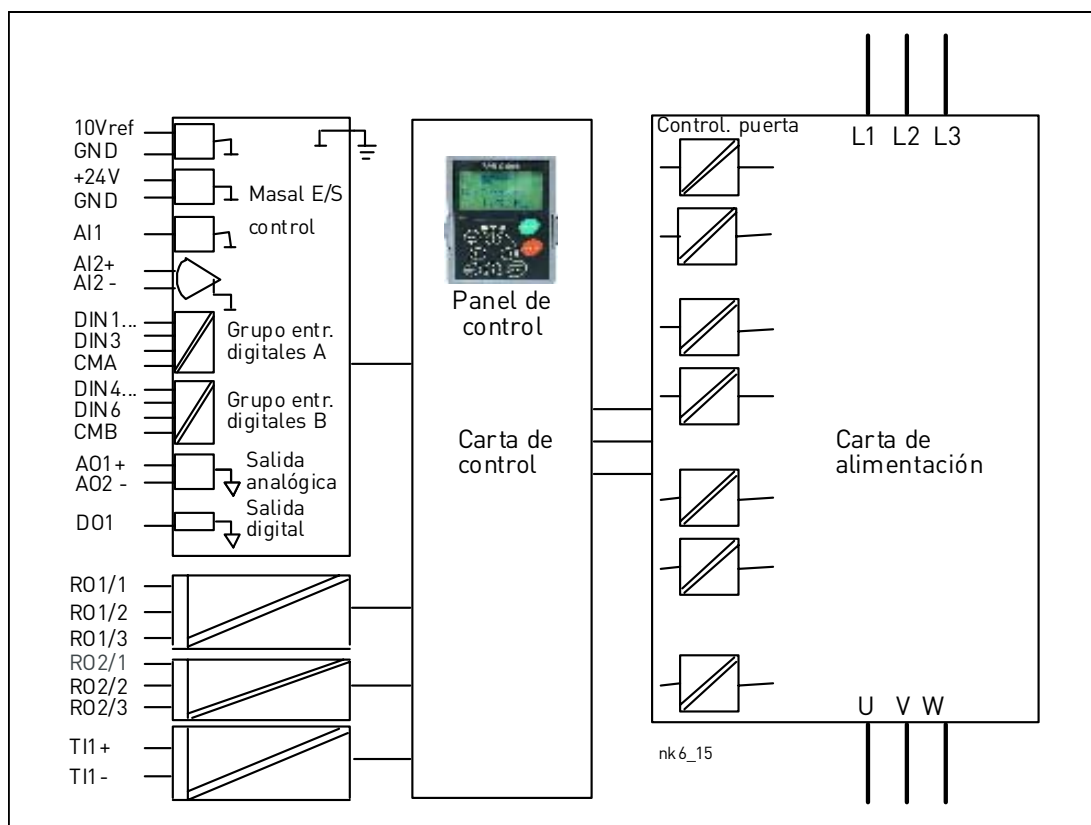 10Vref
GND
+24V
GND
AI1
AI2+
AI2 -
DIN1...
DIN3
CMA
DIN4...
DIN6
CMB
AO1+
AO2 -
DO1
Masal E/S
control
Grupo entr.
digitales A
Grupo entr.
digitales B
Salida
analógica
Salida
digital
RO1/1
RO1/2
RO1/3
RO2/1
RO2/2
RO2/3
TI1+
TI1-
Panel de
control
Carta de
control
Control. puerta
L1 L2 L3
Carta de
alimentación
U V W
nk6_15